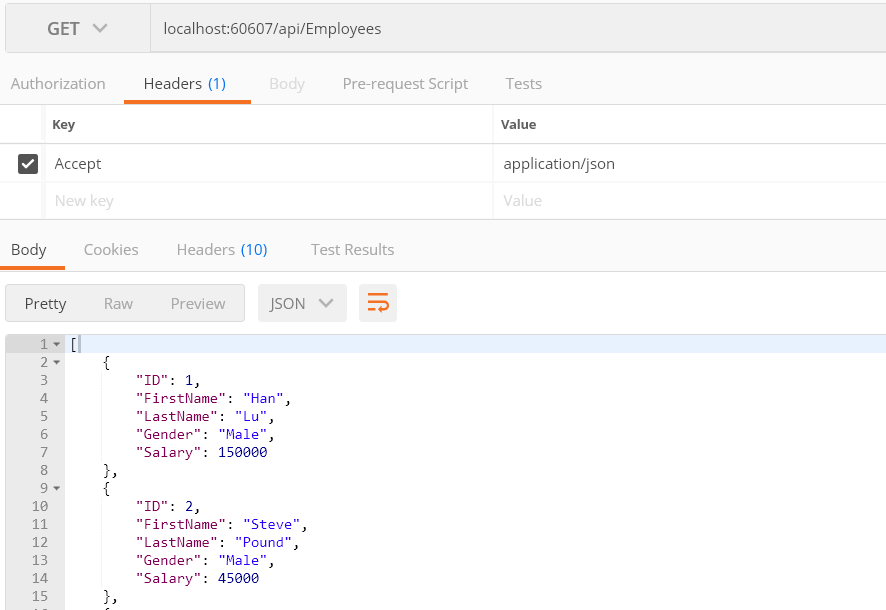 GET localhost:60607/api/Employees
Authorization Headers (1) Body Pre-request Script Tests
Key Value
Accept application/json
New key Value
Body Cookies Headers (10) Test Results
Pretty Raw Preview JSON
1 [
2 {
3 "ID": 1,
4 "FirstName": "Han",
5 "LastName": "Lu",
6 "Gender": "Male",
7 "Salary": 150000
8 },
9 {
10 "ID": 2,
11 "FirstName": "Steve",
12 "LastName": "Pound",
13 "Gender": "Male",
14 "Salary": 45000
15 },